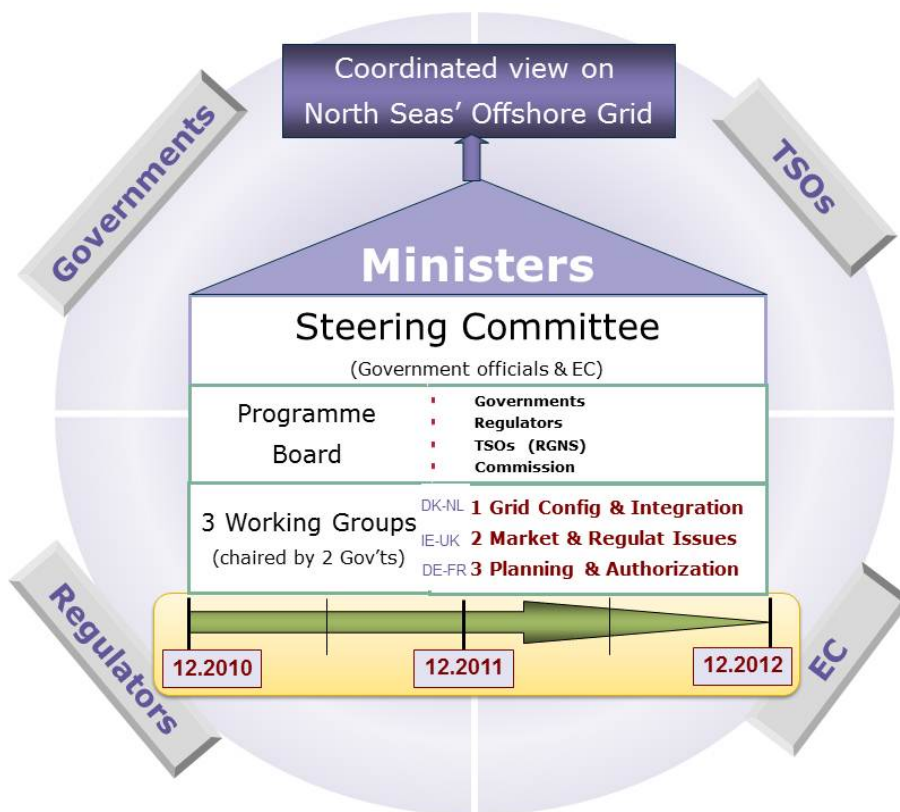 Coordinated view on
North Seas' Offshore Grid
Governments
TSOs
Ministers
Steering Committee
(Government officials & EC)
Programme
Board
Governments
Regulators
TSOs (RGNS)
Commission
3 Working Groups
(chaired by 2 Gov'ts)
DK-NL 1 Grid Config & Integration
IE-UK 2 Market & Regulat Issues
DE-FR 3 Planning & Authorization
Regulators
EC
12.2010
12.2011
12.2012